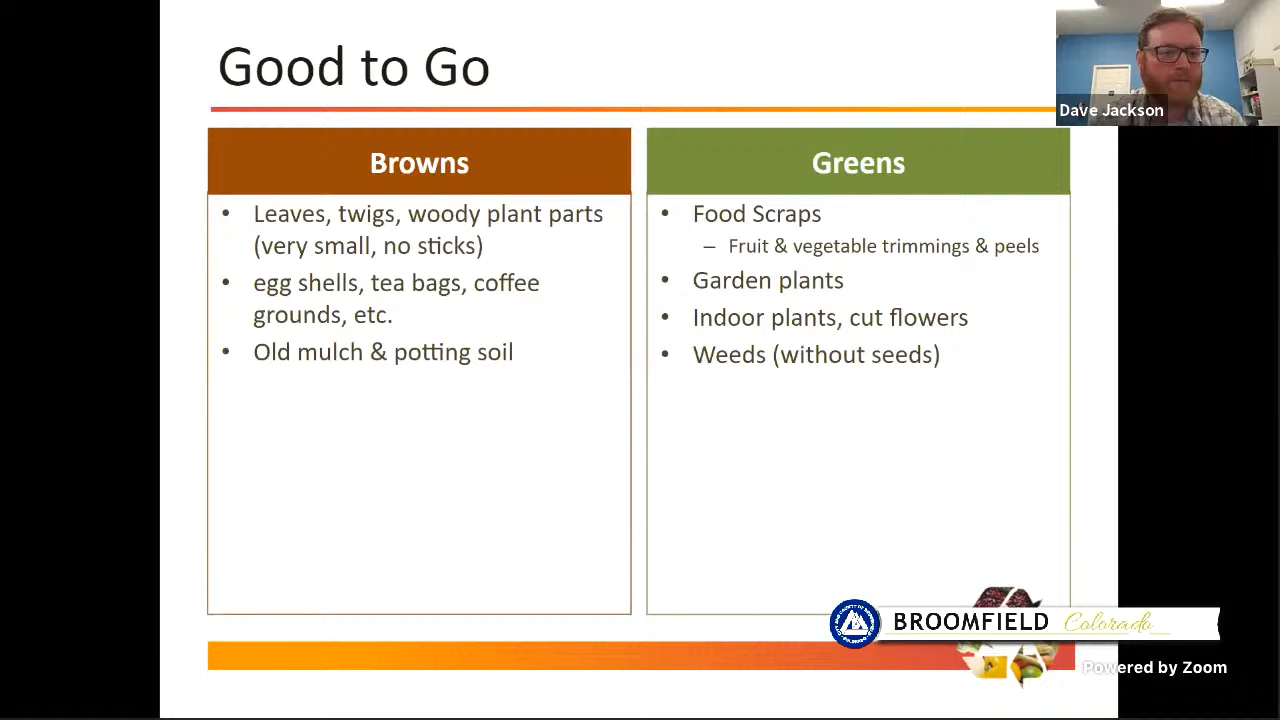 Good to Go
Dave Jackson
Browns
• Leaves, twigs, woody plant parts
(very small, no sticks)
• egg shells, tea bags, coffee
grounds, etc.
• Old mulch & potting soil
Greens
• Food Scraps
– Fruit & vegetable trimmings & peels
• Garden plants
• Indoor plants, cut flowers
• Weeds (without seeds)
BROOMFIELD Colorado
Powered by Zoom